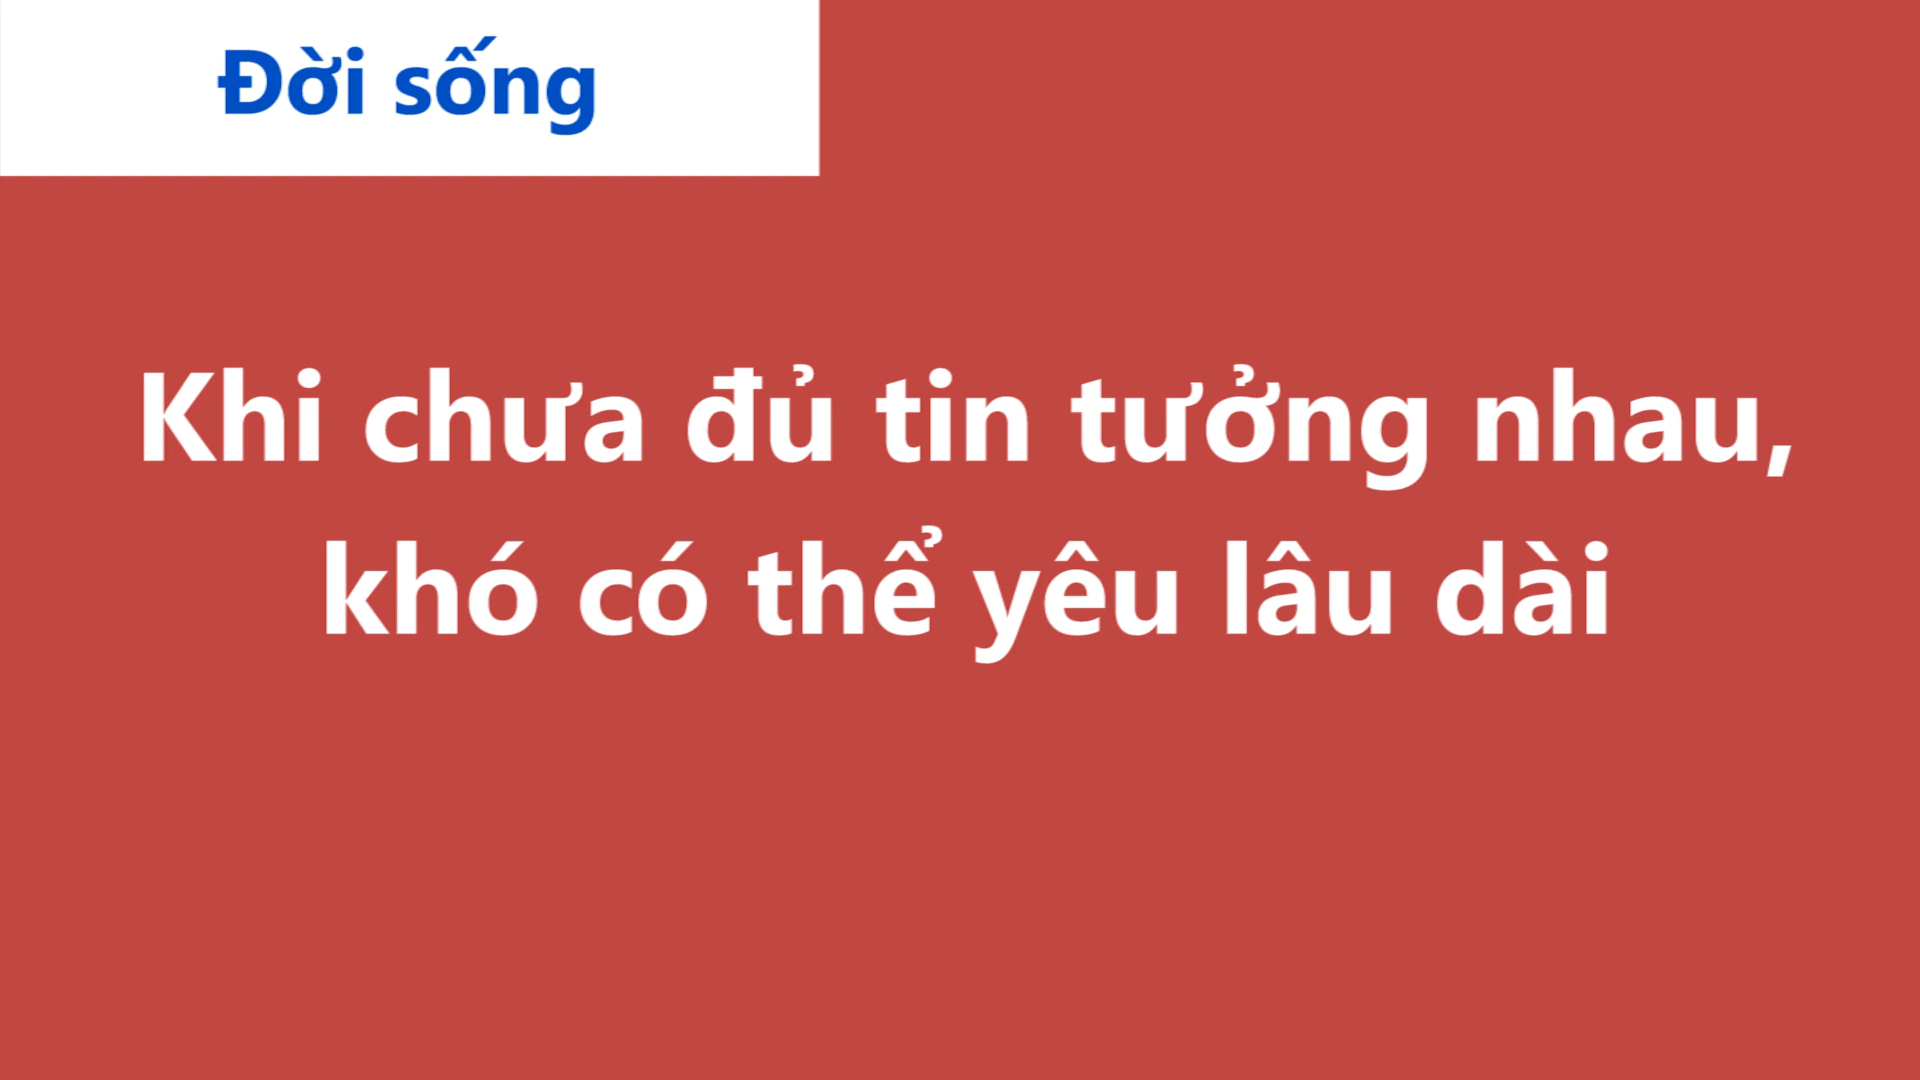 Đời sống
Khi chưa đủ tin tưởng nhau,
khó có thể yêu lâu dài